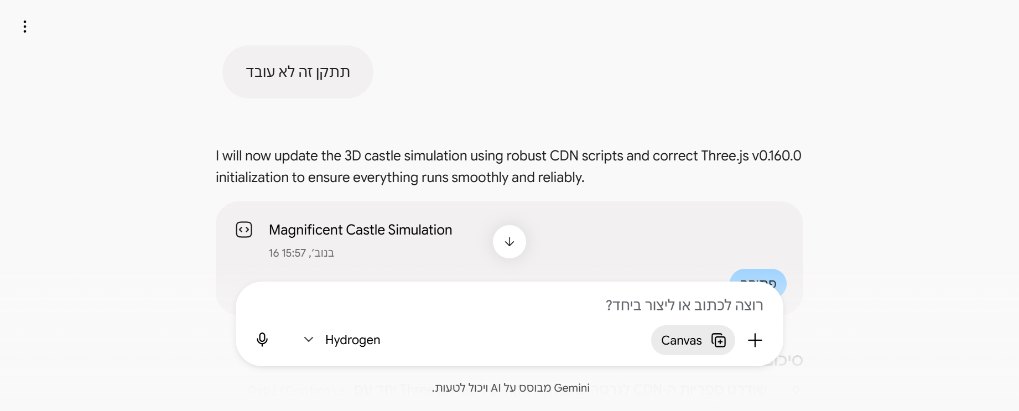 תתקן זה לא עובד
I will now update the 3D castle simulation using robust CDN scripts and correct Three.js v0.160.0
initialization to ensure everything runs smoothly and reliably.
Magnificent Castle Simulation
16 בנוב׳, 15:57
רוצה לכתוב או ליצור ביחד?
Canvas
Hydrogen
Gemini מבוסס על AI ויכול לטעות.